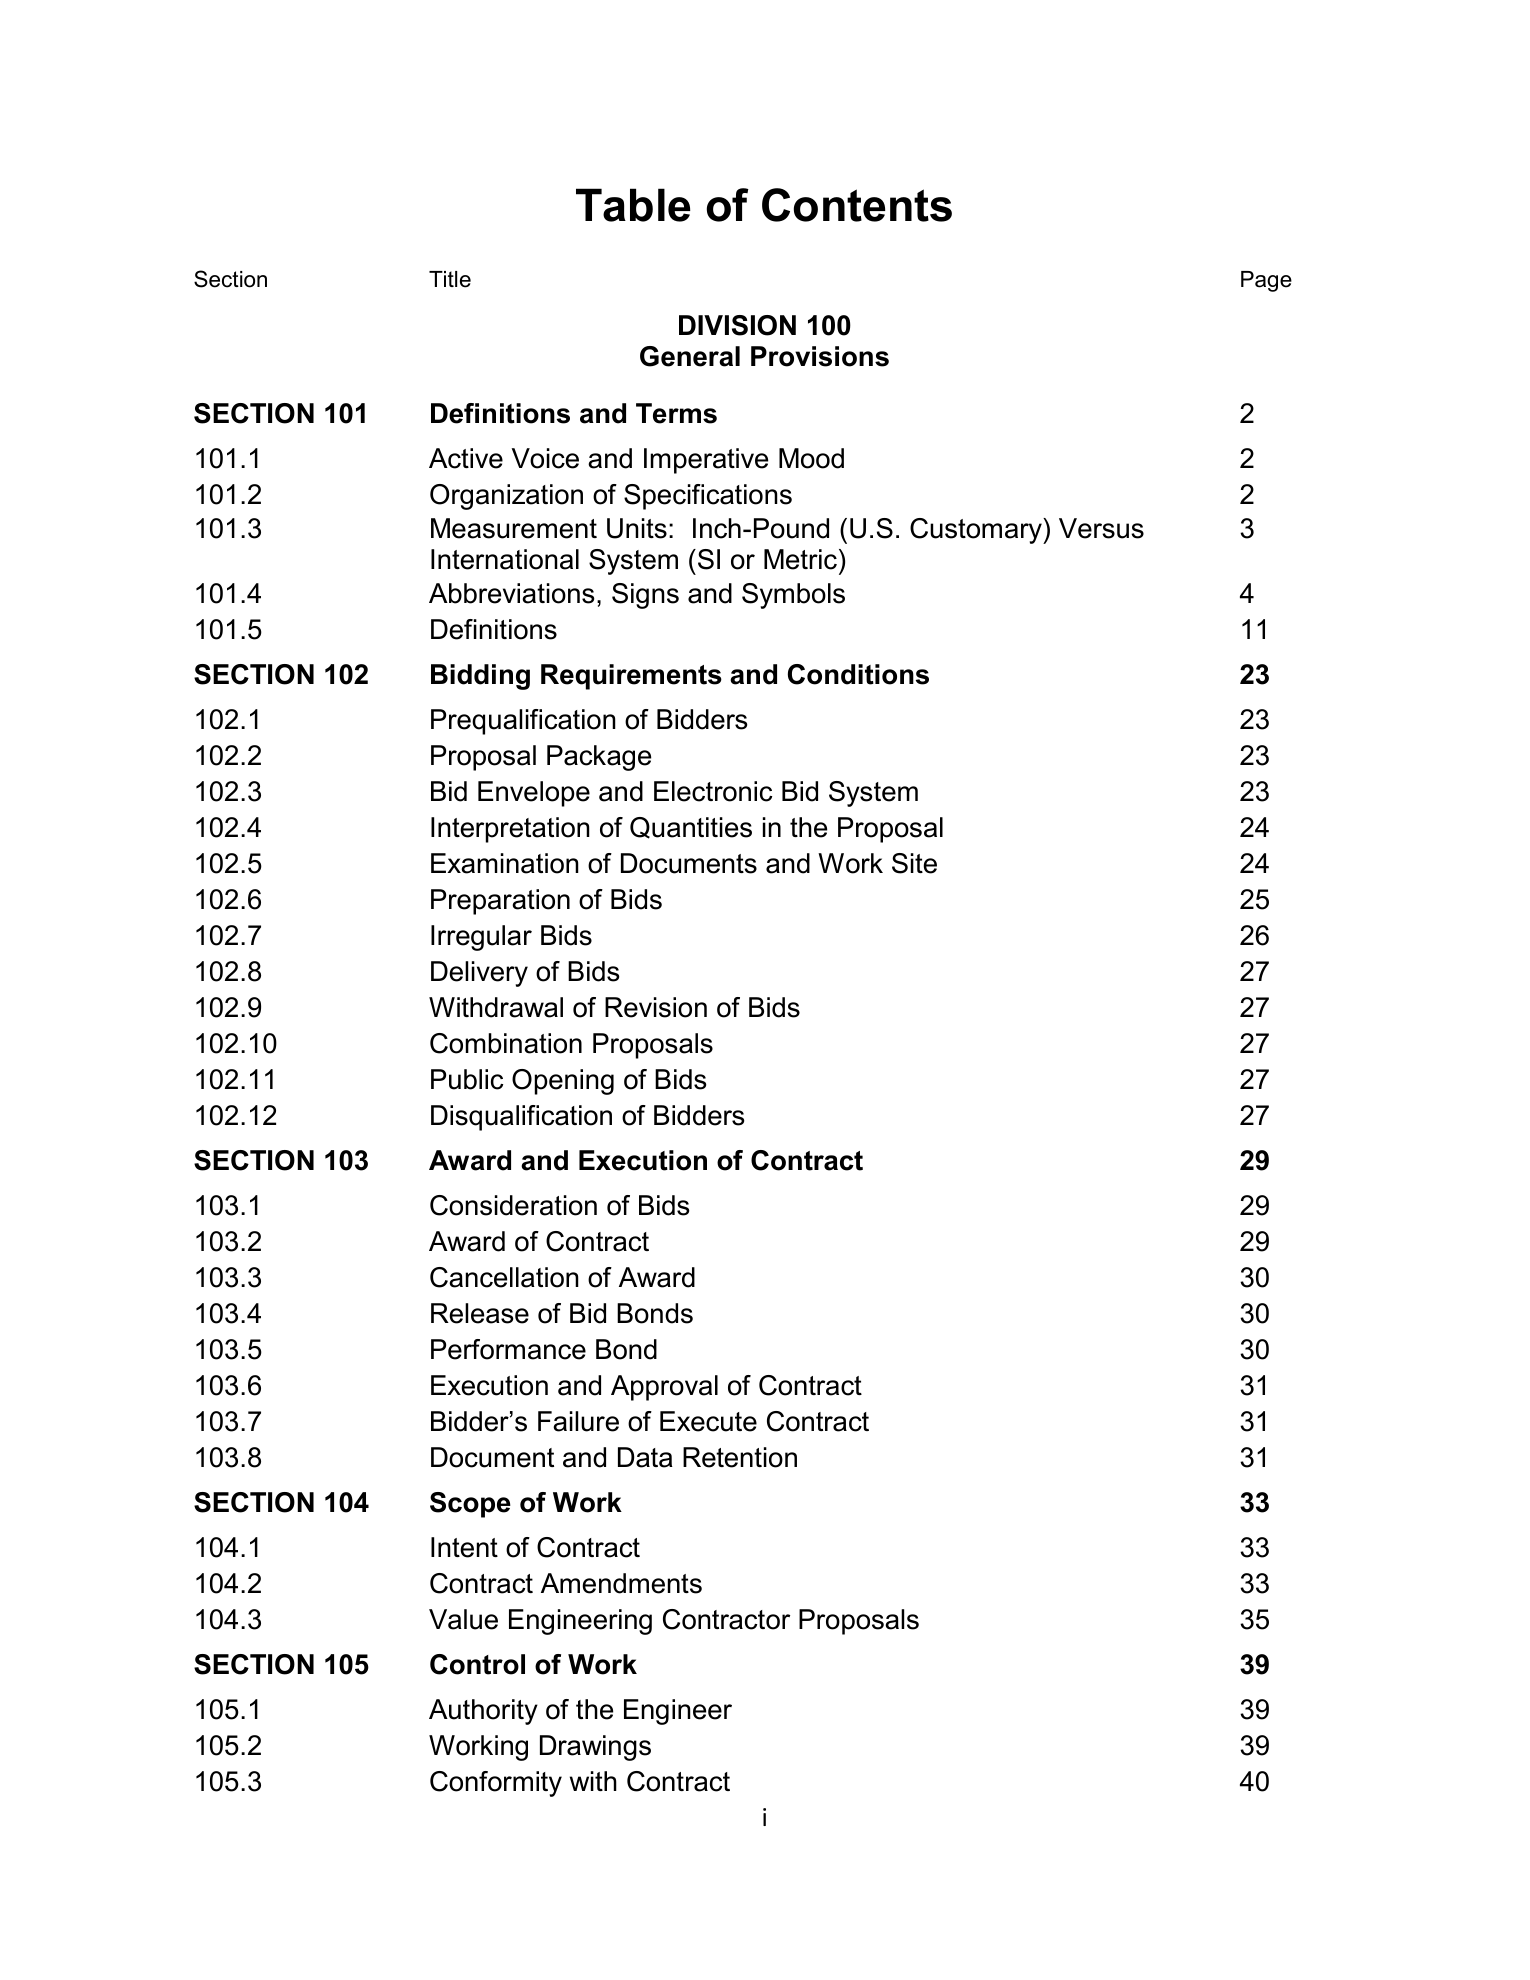 Table of Contents
Section Title Page
DIVISION 100
General Provisions
SECTION 101 Definitions and Terms 2
101.1 Active Voice and Imperative Mood 2
101.2 Organization of Specifications 2
101.3 Measurement Units:  Inch-Pound (U.S. Customary) Versus 3
International System (SI or Metric)
101.4 Abbreviations, Signs and Symbols 4
101.5 Definitions 11
SECTION 102 Bidding Requirements and Conditions 23
102.1 Prequalification of Bidders 23
102.2 Proposal Package 23
102.3 Bid Envelope and Electronic Bid System 23
102.4 Interpretation of Quantities in the Proposal 24
102.5 Examination of Documents and Work Site 24
102.6 Preparation of Bids 25
102.7 Irregular Bids 26
102.8 Delivery of Bids 27
102.9 Withdrawal of Revision of Bids 27
102.10 Combination Proposals 27
102.11 Public Opening of Bids 27
102.12 Disqualification of Bidders 27
SECTION 103 Award and Execution of Contract 29
103.1 Consideration of Bids 29
103.2 Award of Contract 29
103.3 Cancellation of Award 30
103.4 Release of Bid Bonds 30
103.5 Performance Bond 30
103.6 Execution and Approval of Contract 31
103.7 Bidder’s Failure of Execute Contract 31
103.8 Document and Data Retention 31
SECTION 104 Scope of Work 33
104.1 Intent of Contract 33
104.2 Contract Amendments 33
104.3 Value Engineering Contractor Proposals 35
SECTION 105 Control of Work 39
105.1 Authority of the Engineer 39
105.2 Working Drawings 39
105.3 Conformity with Contract 40
i